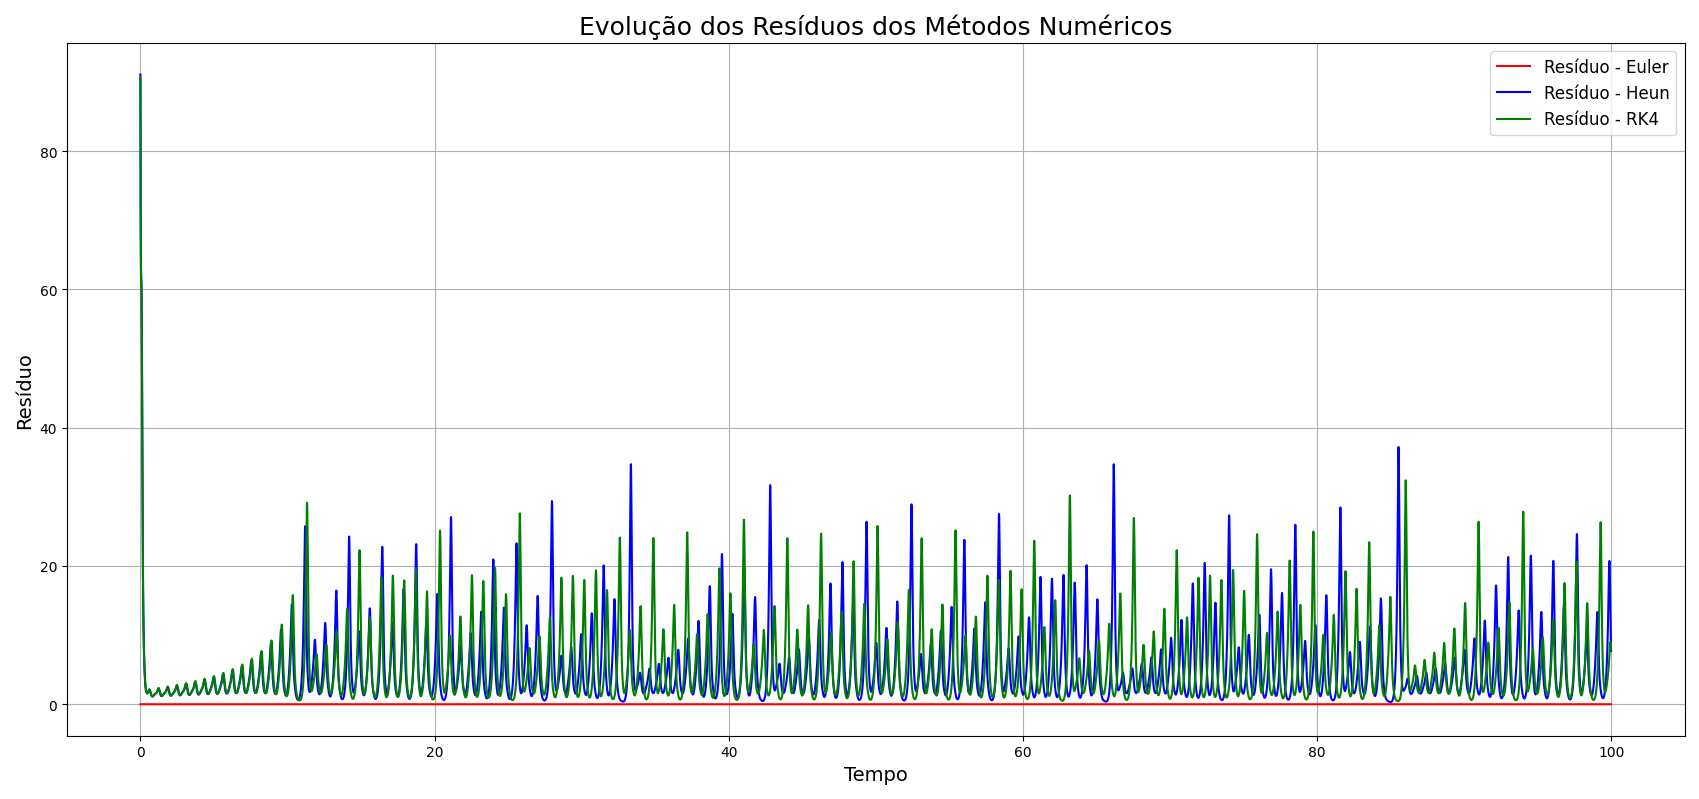 Evolução dos Resíduos dos Métodos Numéricos
Resíduo - Euler
Resíduo - Heun
Resíduo - RK4
Resíduo
80
60
40
20
0
0 20 40 60 80 100
Tempo